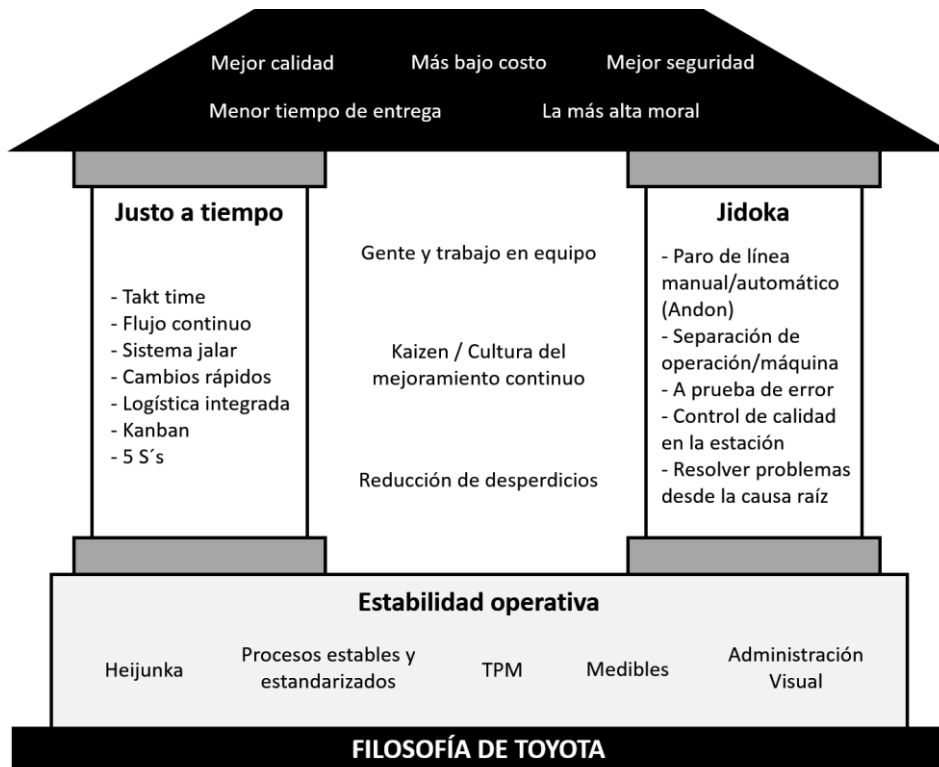 Mejor calidad
Más bajo costo
Mejor seguridad
Menor tiempo de entrega
La más alta moral
Justo a tiempo
- Takt time
- Flujo continuo
- Sistema jalar
- Cambios rápidos
- Logística integrada
- Kanban
- 5 S´s
Gente y trabajo en equipo
Kaizen / Cultura del
mejoramiento continuo
Reducción de desperdicios
Jidoka
- Paro de línea
manual/automático
(Andon)
- Separación de
operación/máquina
- A prueba de error
- Control de calidad
en la estación
- Resolver problemas
desde la causa raíz
Estabilidad operativa
Heijunka
Procesos estables y
estandarizados
TPM
Medibles
Administración
Visual
FILOSOFÍA DE TOYOTA